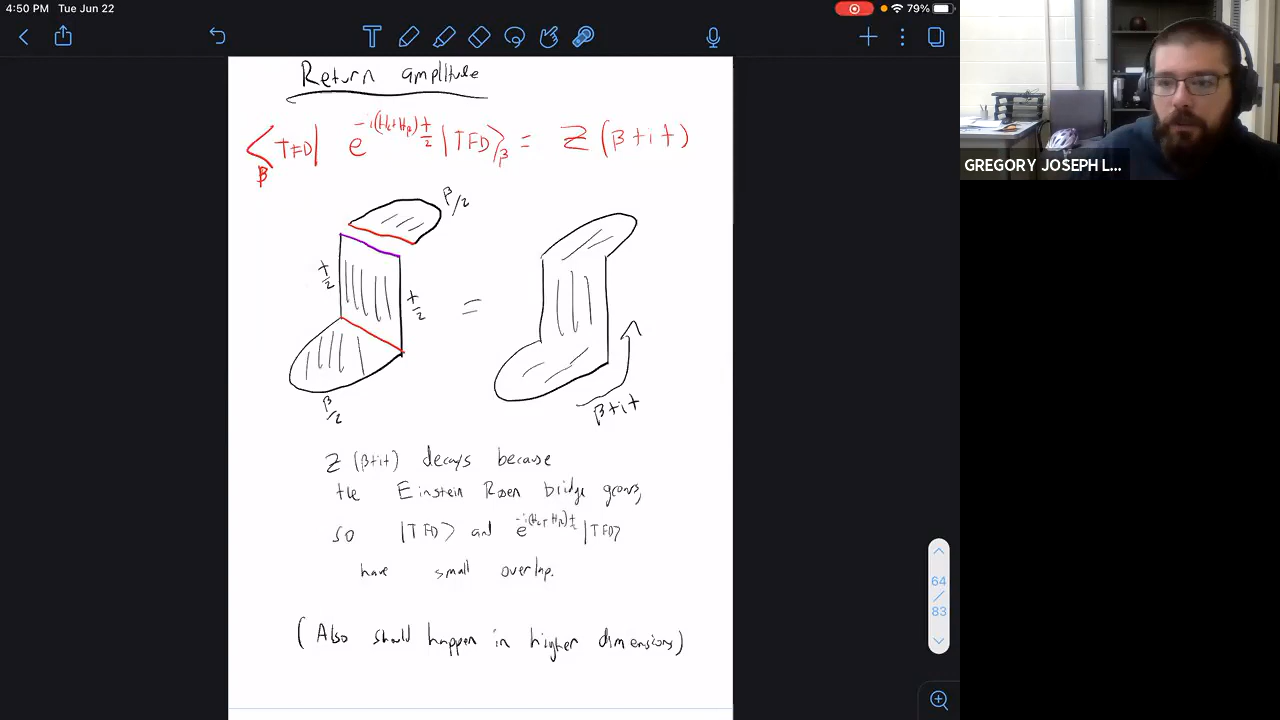 4:50 PM Tue Jun 22
79%
Return amplitude
β⟨TFD| e^{-i(H_L+H_R)t/2} |TFD⟩β = Z(β+it)
β/2
t/2
t/2
=
β/2
β+it
Z(β+it) decays because
the Einstein Rosen bridge grows,
so |TFD⟩ and e^{-i(H_L+H_R)t/2}|TFD⟩
have small overlap.
(Also should happen in higher dimensions)
64
/
83
GREGORY JOSEPH L...